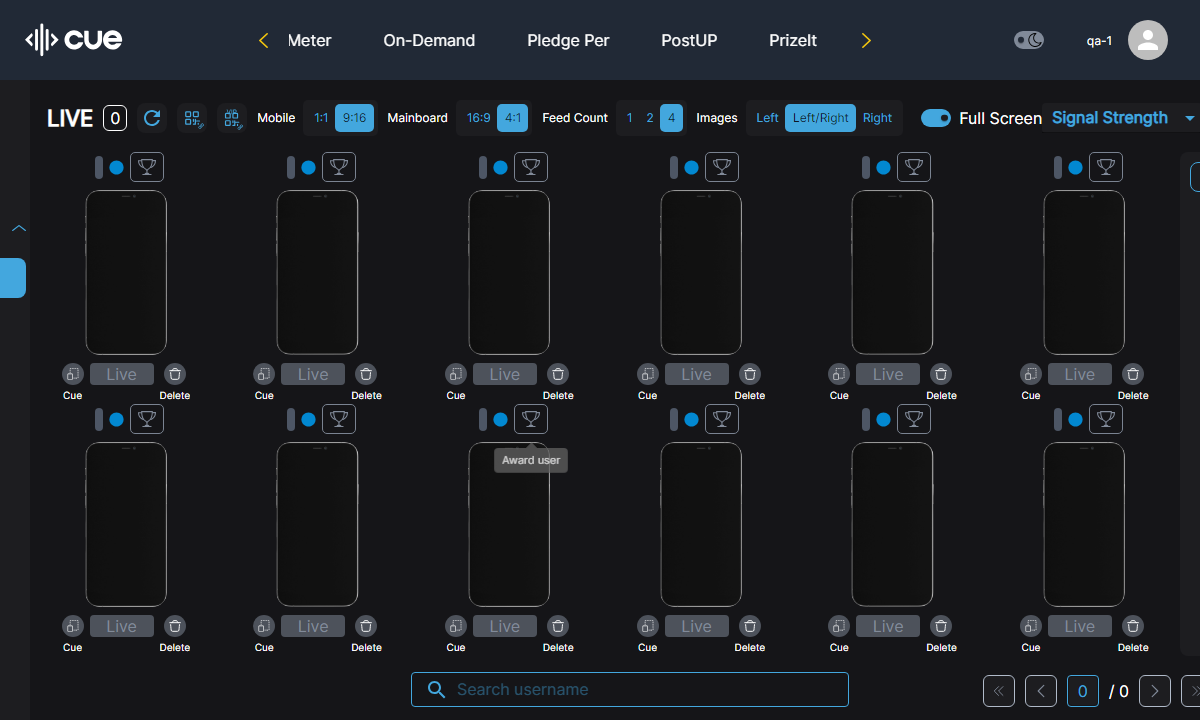 cue
Meter On-Demand Pledge Per PostUP PrizeIt
qa-1
LIVE 0 Mobile 1:1 9:16 Mainboard 16:9 4:1 Feed Count 1 2 4 Images Left Left/Right Right Full Screen Signal Strength
Live Live Live Live Live Live
Cue Delete Cue Delete Cue Delete Cue Delete Cue Delete Cue Delete
Award user
Live Live Live Live Live Live
Cue Delete Cue Delete Cue Delete Cue Delete Cue Delete Cue Delete
Search username
0 / 0